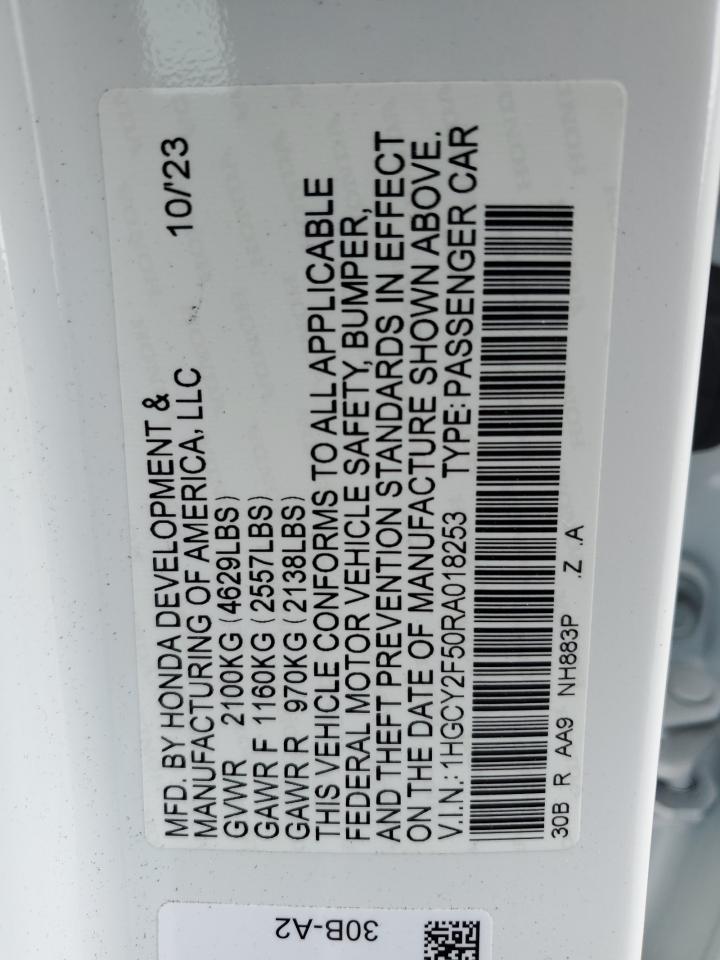 MFD. BY HONDA DEVELOPMENT & 10/'23
MANUFACTURING OF AMERICA, LLC
GVWR 2100KG (4629LBS)
GAWR F 1160KG (2557LBS)
GAWR R 970KG (2138LBS)
THIS VEHICLE CONFORMS TO ALL APPLICABLE
FEDERAL MOTOR VEHICLE SAFETY, BUMPER,
AND THEFT PREVENTION STANDARDS IN EFFECT
ON THE DATE OF MANUFACTURE SHOWN ABOVE.
V.I.N.: 1HGCY2F50RA018253 TYPE: PASSENGER CAR
30B R AA9 NH883P .Z .A
30B-A2